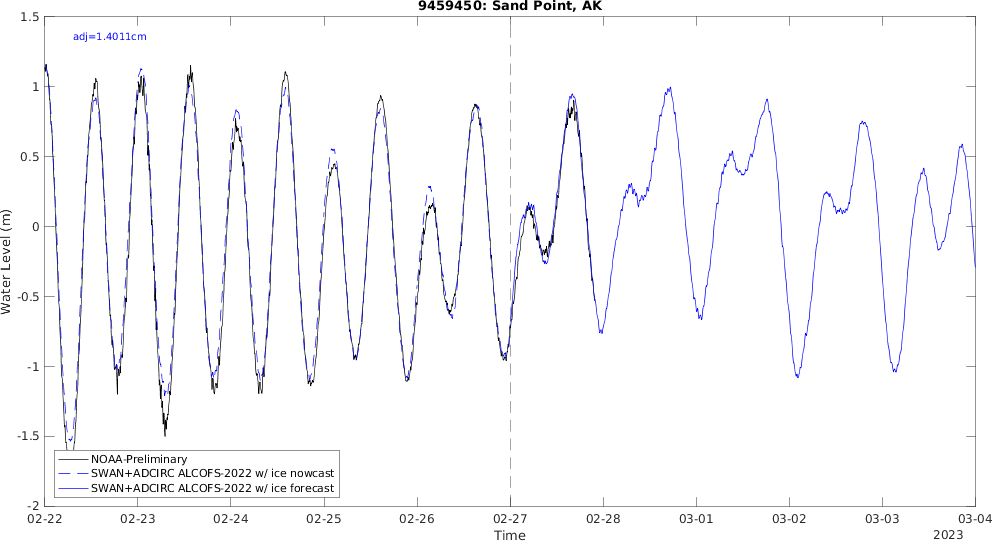 9459450: Sand Point, AK
adj=1.4011cm
Water Level (m)
1.5
1
0.5
0
-0.5
-1
-1.5
-2
NOAA-Preliminary
SWAN+ADCIRC ALCOFS-2022 w/ ice nowcast
SWAN+ADCIRC ALCOFS-2022 w/ ice forecast
02-22 02-23 02-24 02-25 02-26 02-27 02-28 03-01 03-02 03-03 03-04
Time
2023